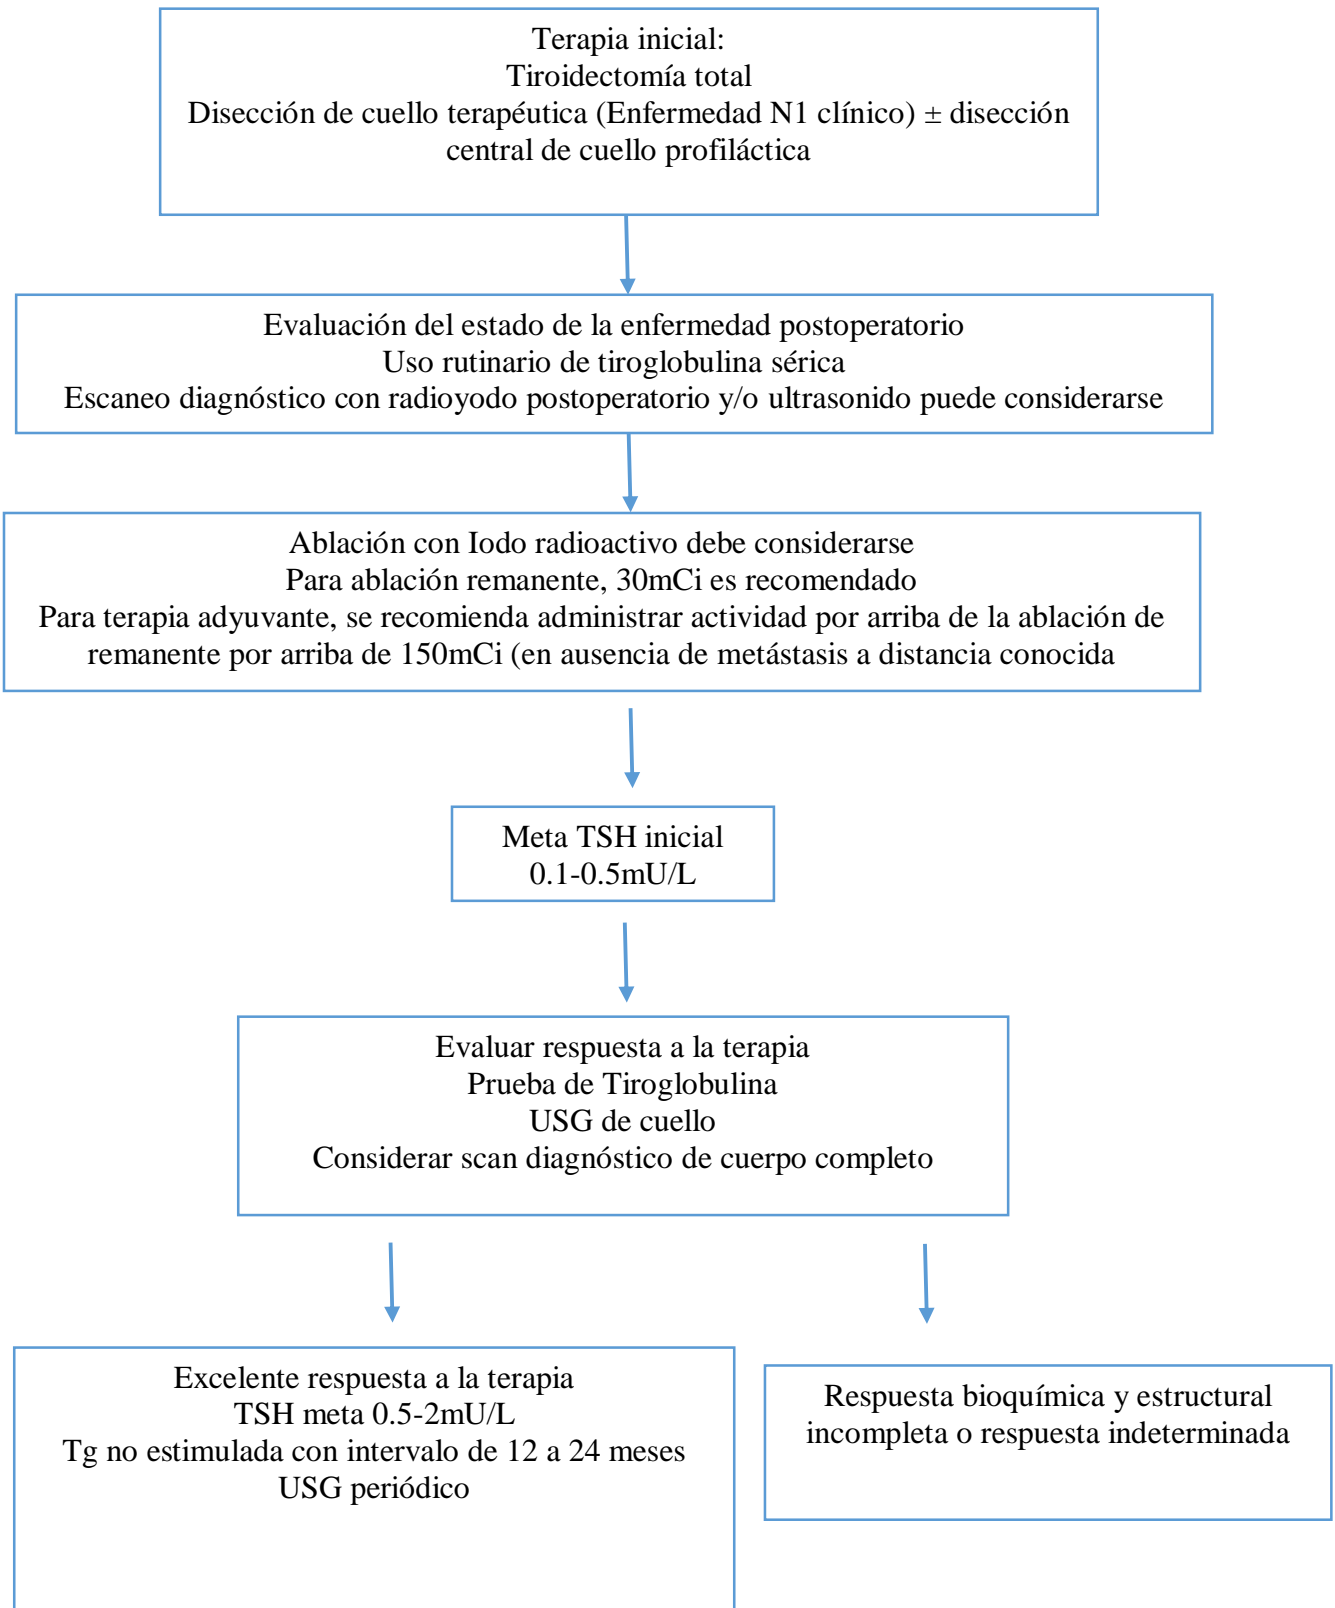 Terapia inicial:
Tiroidectomía total
Disección de cuello terapéutica (Enfermedad N1 clínico) ± disección
central de cuello profiláctica
Evaluación del estado de la enfermedad postoperatorio
Uso rutinario de tiroglobulina sérica
Escaneo diagnóstico con radioyodo postoperatorio y/o ultrasonido puede considerarse
Ablación con Iodo radioactivo debe considerarse
Para ablación remanente, 30mCi es recomendado
Para terapia adyuvante, se recomienda administrar actividad por arriba de la ablación de
remanente por arriba de 150mCi (en ausencia de metástasis a distancia conocida
Meta TSH inicial
0.1-0.5mU/L
Evaluar respuesta a la terapia
Prueba de Tiroglobulina
USG de cuello
Considerar scan diagnóstico de cuerpo completo
Excelente respuesta a la terapia
TSH meta 0.5-2mU/L
Tg no estimulada con intervalo de 12 a 24 meses
USG periódico
Respuesta bioquímica y estructural
incompleta o respuesta indeterminada